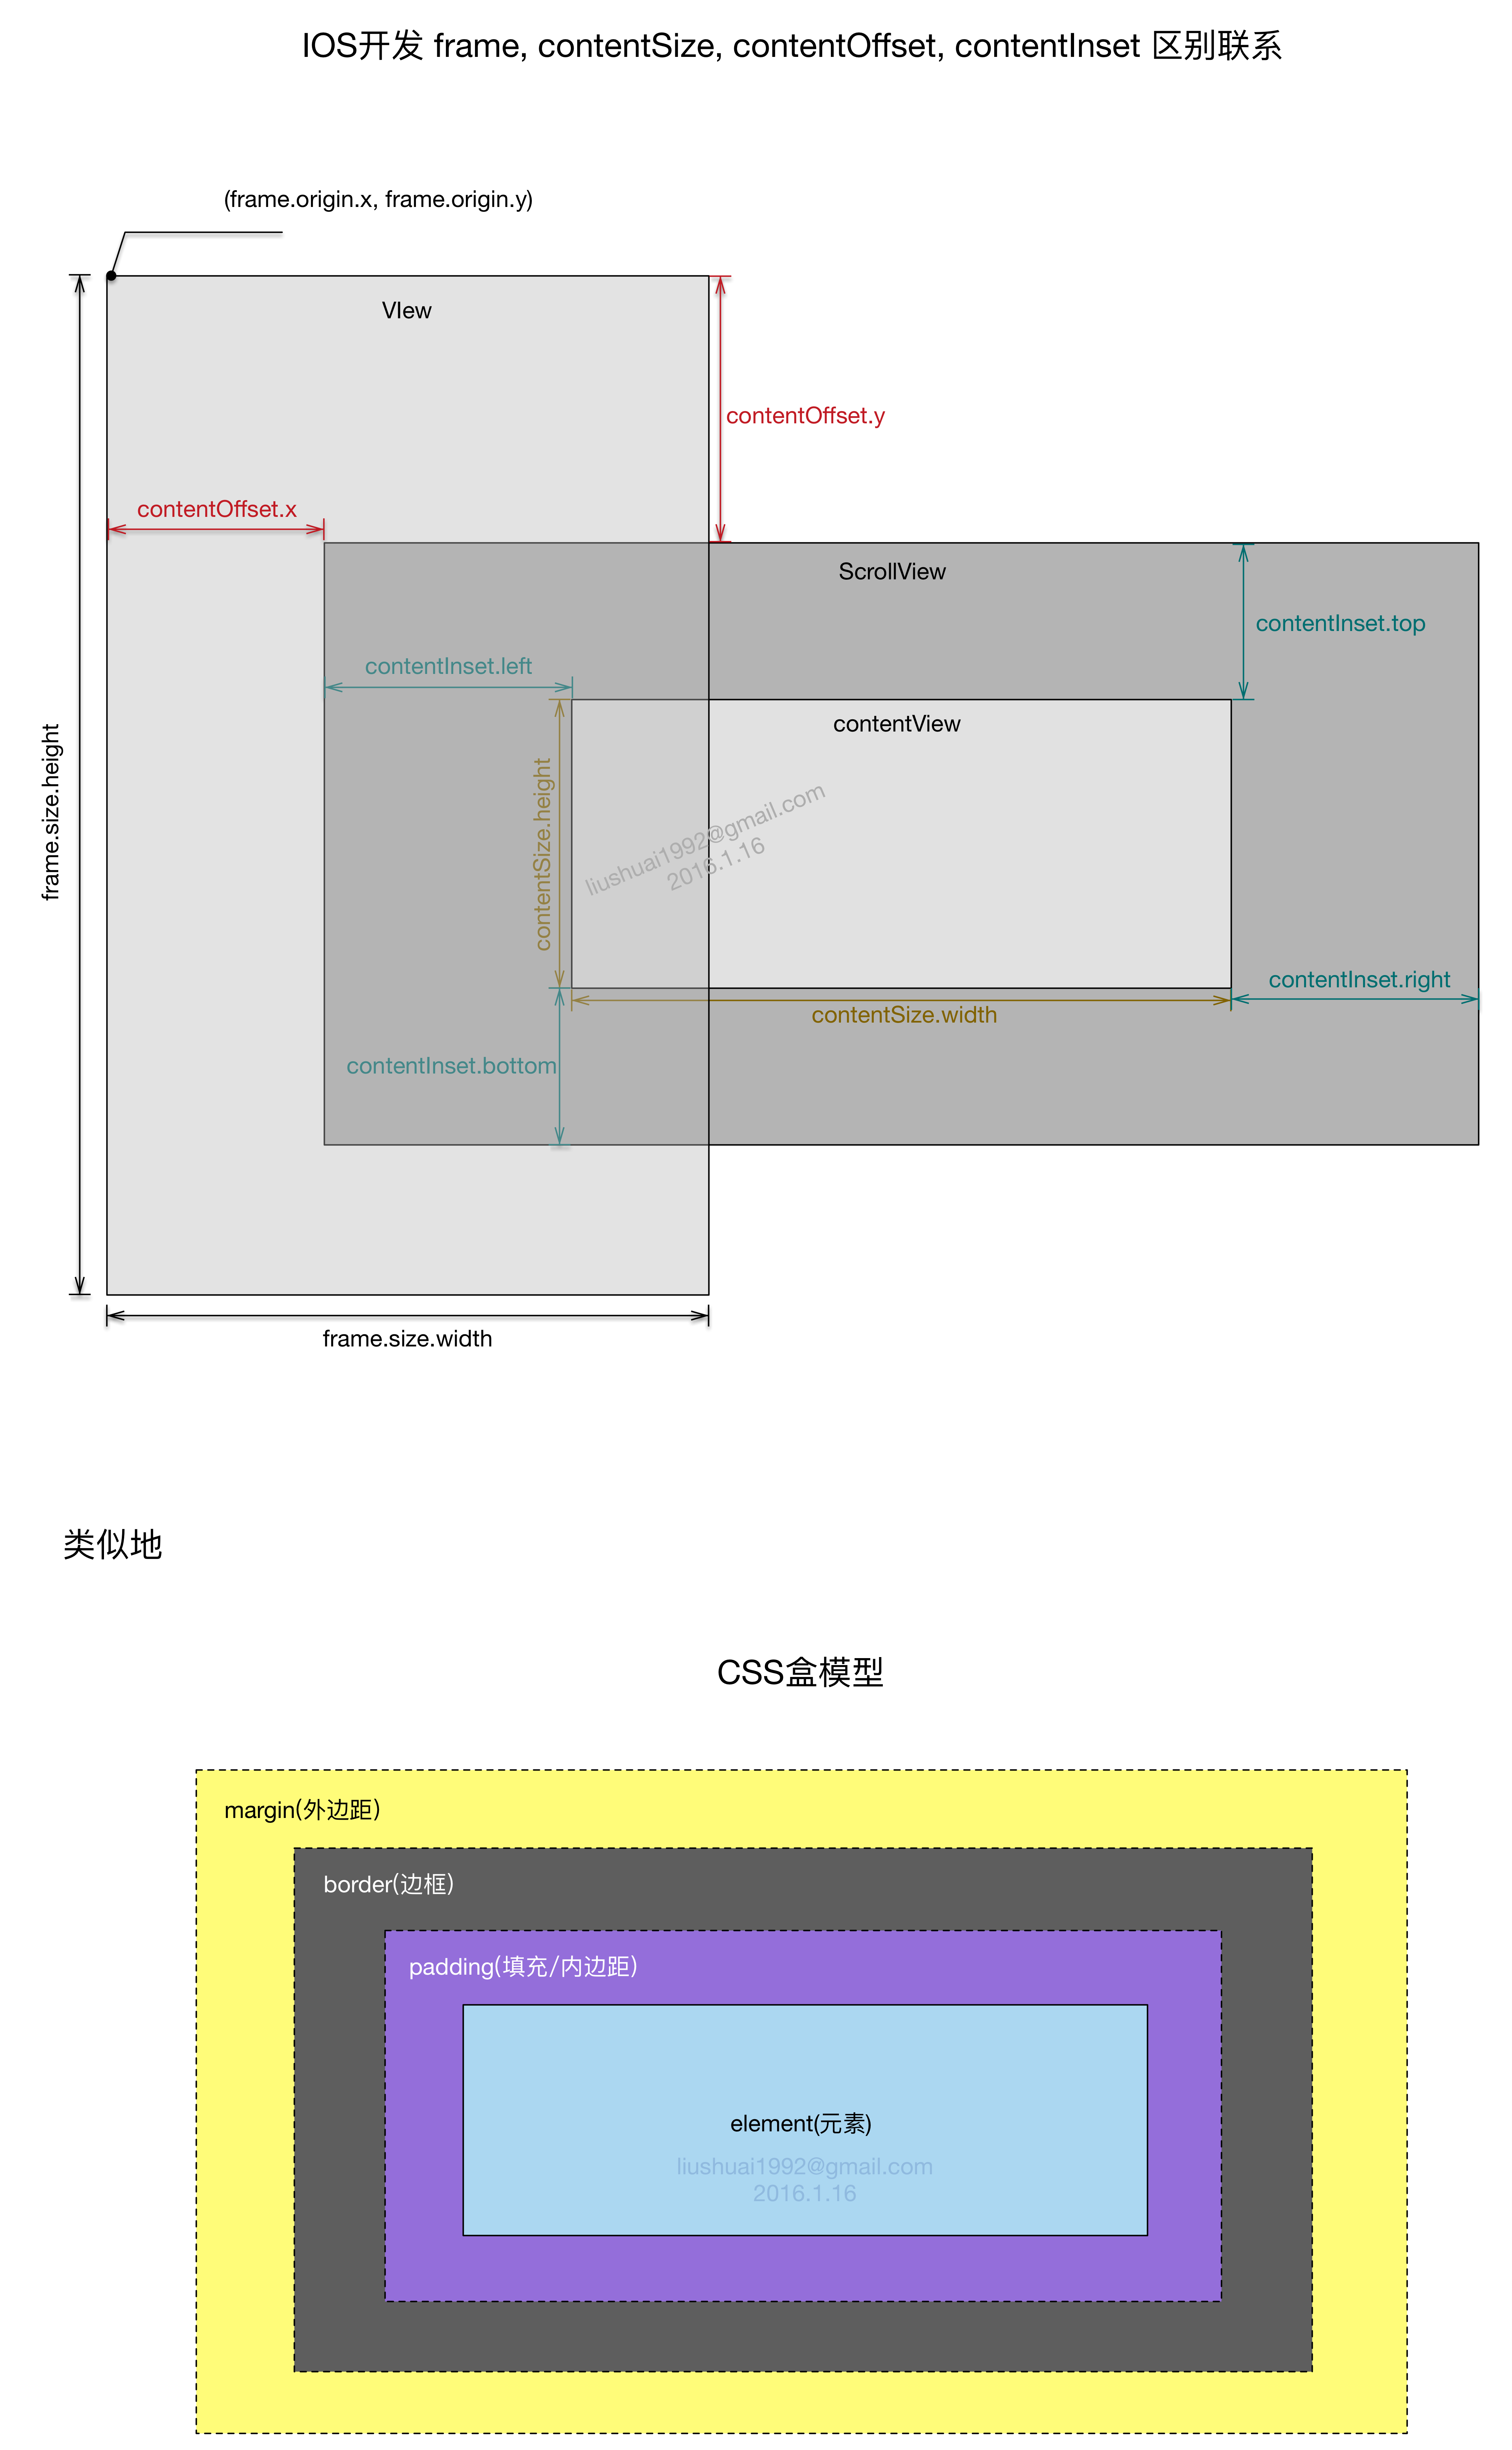 IOS开发 frame, contentSize, contentOffset, contentInset 区别联系
(frame.origin.x, frame.origin.y)
VIew
contentOffset.y
contentOffset.x
ScrollView
contentInset.top
contentInset.left
contentView
frame.size.height
contentSize.height
liushuai1992@gmail.com
2016.1.16
contentInset.right
contentSize.width
contentInset.bottom
frame.size.width
类似地
CSS盒模型
margin(外边距)
border(边框)
padding(填充/内边距)
element(元素)
liushuai1992@gmail.com
2016.1.16